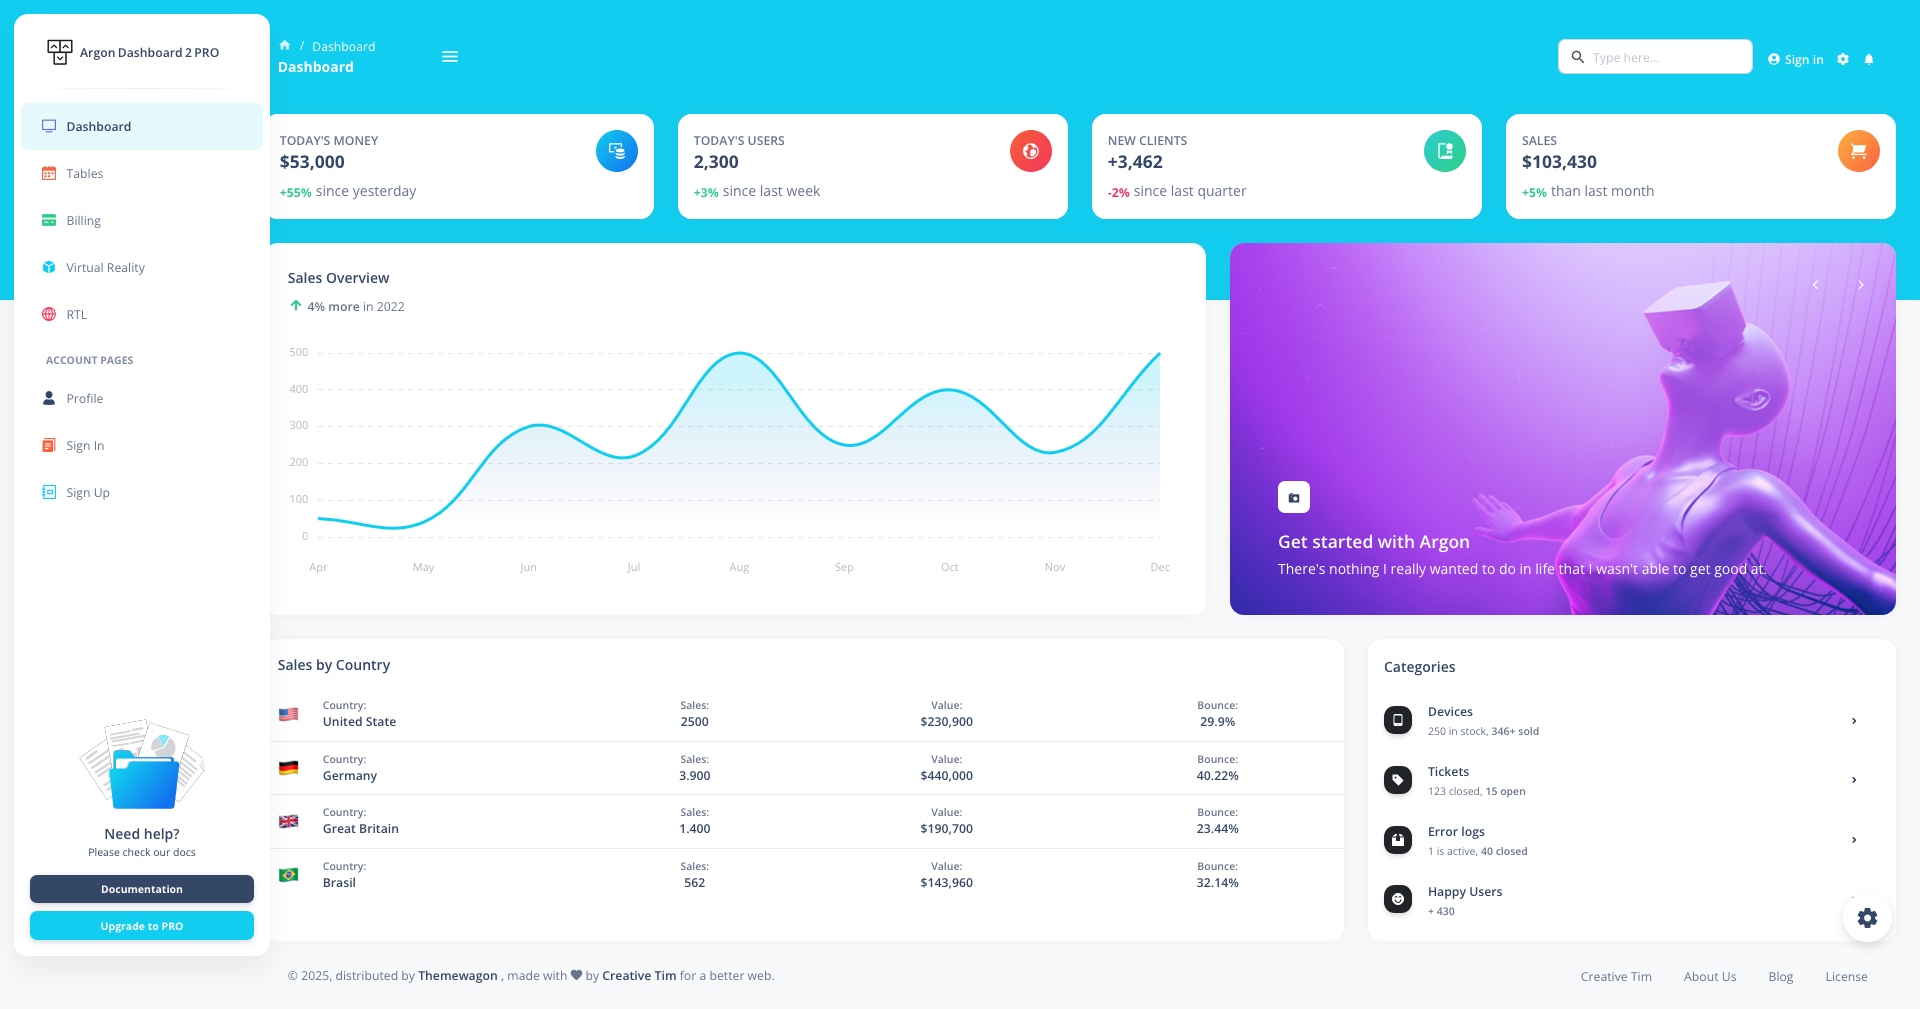 Argon Dashboard 2 PRO
Dashboard
Tables
Billing
Virtual Reality
RTL
ACCOUNT PAGES
Profile
Sign In
Sign Up
Need help?
Please check our docs
Documentation
Upgrade to PRO
/ Dashboard
Dashboard
Type here...
Sign in
TODAY'S MONEY
$53,000
+55% since yesterday
TODAY'S USERS
2,300
+3% since last week
NEW CLIENTS
+3,462
-2% since last quarter
SALES
$103,430
+5% than last month
Sales Overview
4% more in 2022
500
400
300
200
100
0
Apr May Jun Jul Aug Sep Oct Nov Dec
Get started with Argon
There's nothing I really wanted to do in life that I wasn't able to get good at.
Sales by Country
Country: Sales: Value: Bounce:
United State 2500 $230,900 29.9%
Country: Sales: Value: Bounce:
Germany 3.900 $440,000 40.22%
Country: Sales: Value: Bounce:
Great Britain 1.400 $190,700 23.44%
Country: Sales: Value: Bounce:
Brasil 562 $143,960 32.14%
Categories
Devices
250 in stock, 346+ sold
Tickets
123 closed, 15 open
Error logs
1 is active, 40 closed
Happy Users
+ 430
© 2025, distributed by Themewagon , made with by Creative Tim for a better web.
Creative Tim About Us Blog License